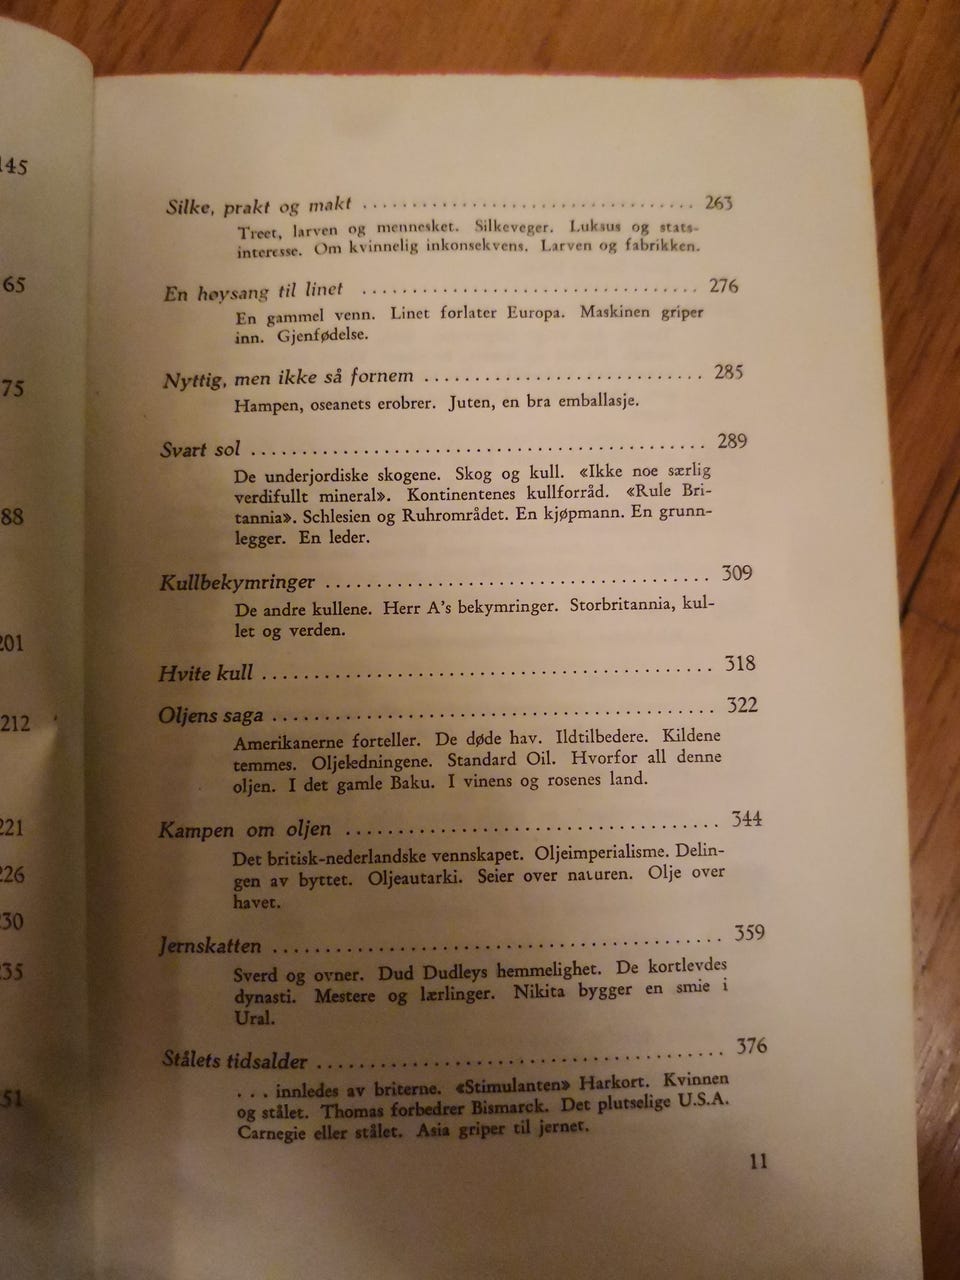 145
65
75
88
201
212
221
226
230
235
51
Silke, prakt og makt ................................ 263
Treet, larven og mennesket. Silkeveger. Luksus og stats-
interesse. Om kvinnelig inkonsekvens. Larven og fabrikken.
En høysang til linet ................................ 276
En gammel venn. Linet forlater Europa. Maskinen griper
inn. Gjenfødelse.
Nyttig, men ikke så fornem ............................ 285
Hampen, oseanets erobrer. Juten, en bra emballasje.
Svart sol ............................................. 289
De underjordiske skogene. Skog og kull. «Ikke noe særlig
verdifullt mineral». Kontinentenes kullforråd. «Rule Bri-
tannia». Schlesien og Ruhrområdet. En kjøpmann. En grunn-
legger. En leder.
Kullbekymringer ...................................... 309
De andre kullene. Herr A's bekymringer. Storbritannia, kul-
let og verden.
Hvite kull ............................................ 318
Oljens saga ........................................... 322
Amerikanerne forteller. De døde hav. Ildtilbedere. Kildene
temmes. Oljeledningene. Standard Oil. Hvorfor all denne
oljen. I det gamle Baku. I vinens og rosenes land.
Kampen om oljen .................................... 344
Det britisk-nederlandske vennskapet. Oljeimperialisme. Delin-
gen av byttet. Oljeautarki. Seier over naturen. Olje over
havet.
Jernskatten ............................................ 359
Sverd og ovner. Dud Dudleys hemmelighet. De kortlevdes
dynasti. Mestere og lærlinger. Nikita bygger en smie i
Ural.
Stålets tidsalder ........................................ 376
. . . innledes av briterne. «Stimulanten» Harkort. Kvinnen
og stålet. Thomas forbedrer Bismarck. Det plutselige U.S.A.
Carnegie eller stålet. Asia griper til jernet.
11